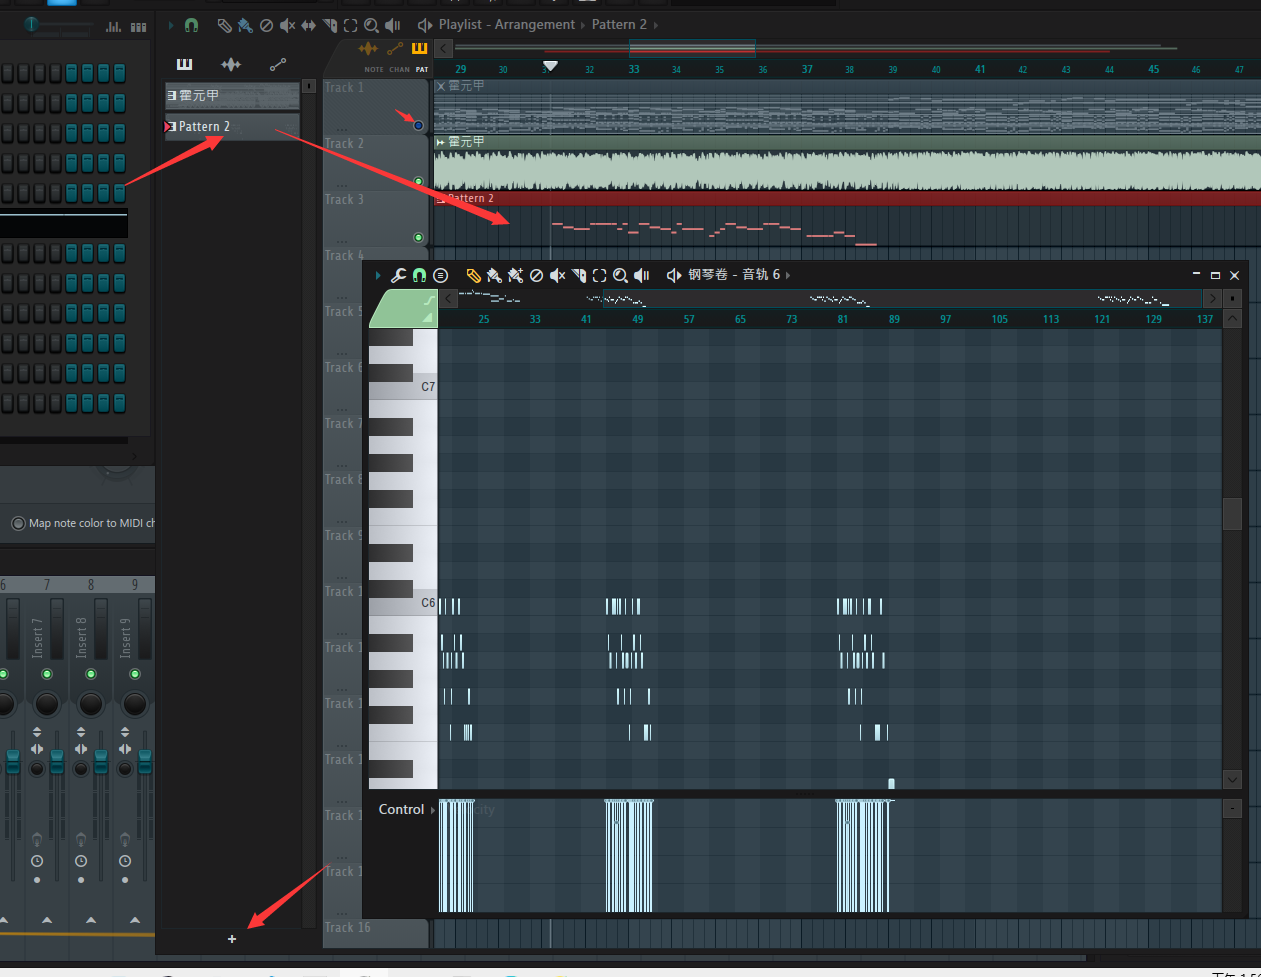 Playlist - Arrangement › Pattern 2 ›
NOTE CHAN PAT
29 30 32 33 34 35 36 37 38 39 40 41 42 43 44 45 46 47
霍元甲
Pattern 2
Track 1
霍元甲
Track 2
霍元甲
Track 3
Pattern 2
Track 4
Track 5
Track 6
Track 7
Track 8
Track 9
Track 1
Track 1
Track 1
Track 1
Track 1
Track 1
Track 16
钢琴卷 - 音轨 6
25 33 41 49 57 65 73 81 89 97 105 113 121 129 137
C7
C6
Control
Map note color to MIDI ch
6 7 8 9
Insert 7
Insert 8
Insert 9
+